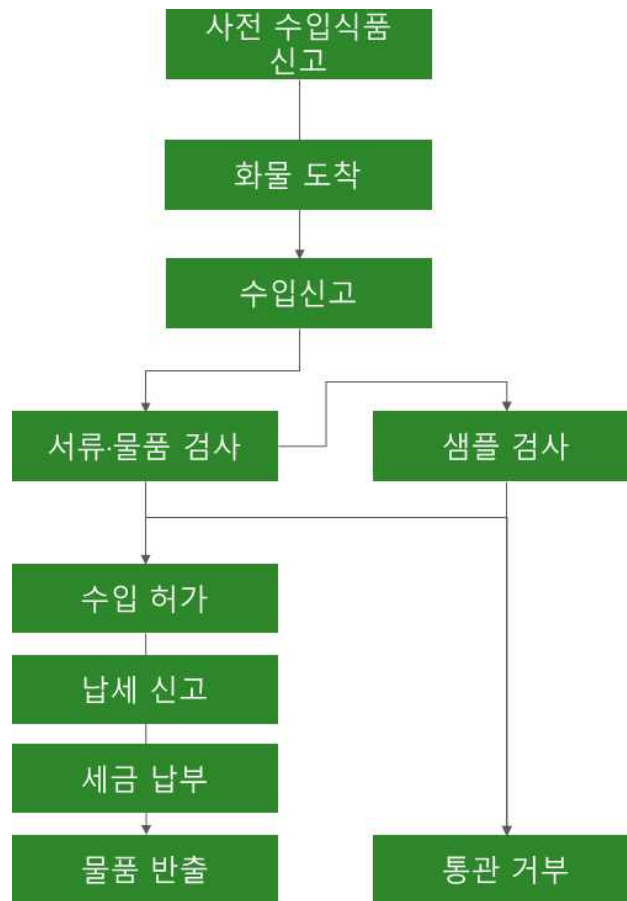 사전 수입식품
신고
화물 도착
수입신고
서류·물품 검사
샘플 검사
수입 허가
납세 신고
세금 납부
물품 반출
통관 거부